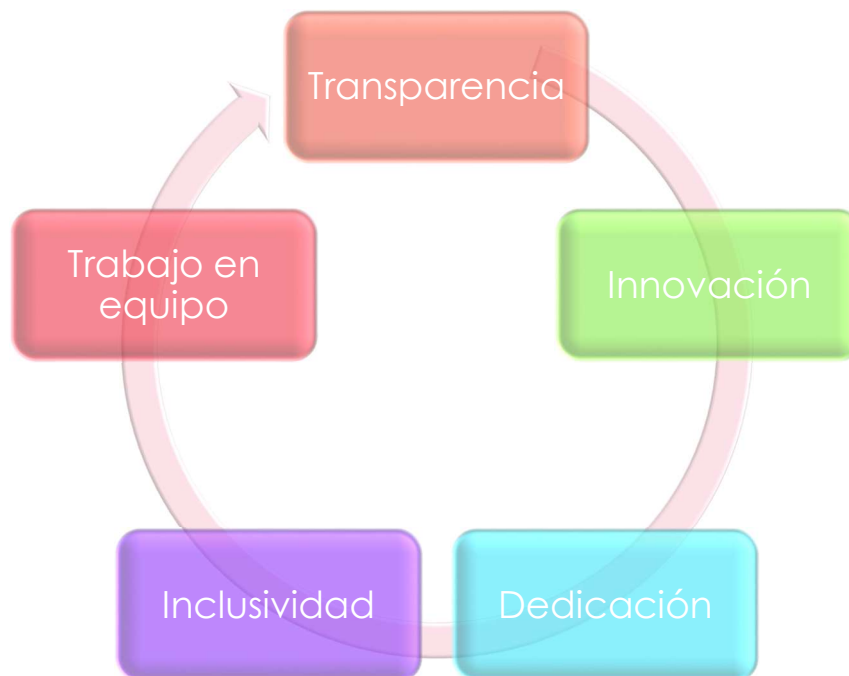 Transparencia
Innovación
Dedicación
Inclusividad
Trabajo en
equipo